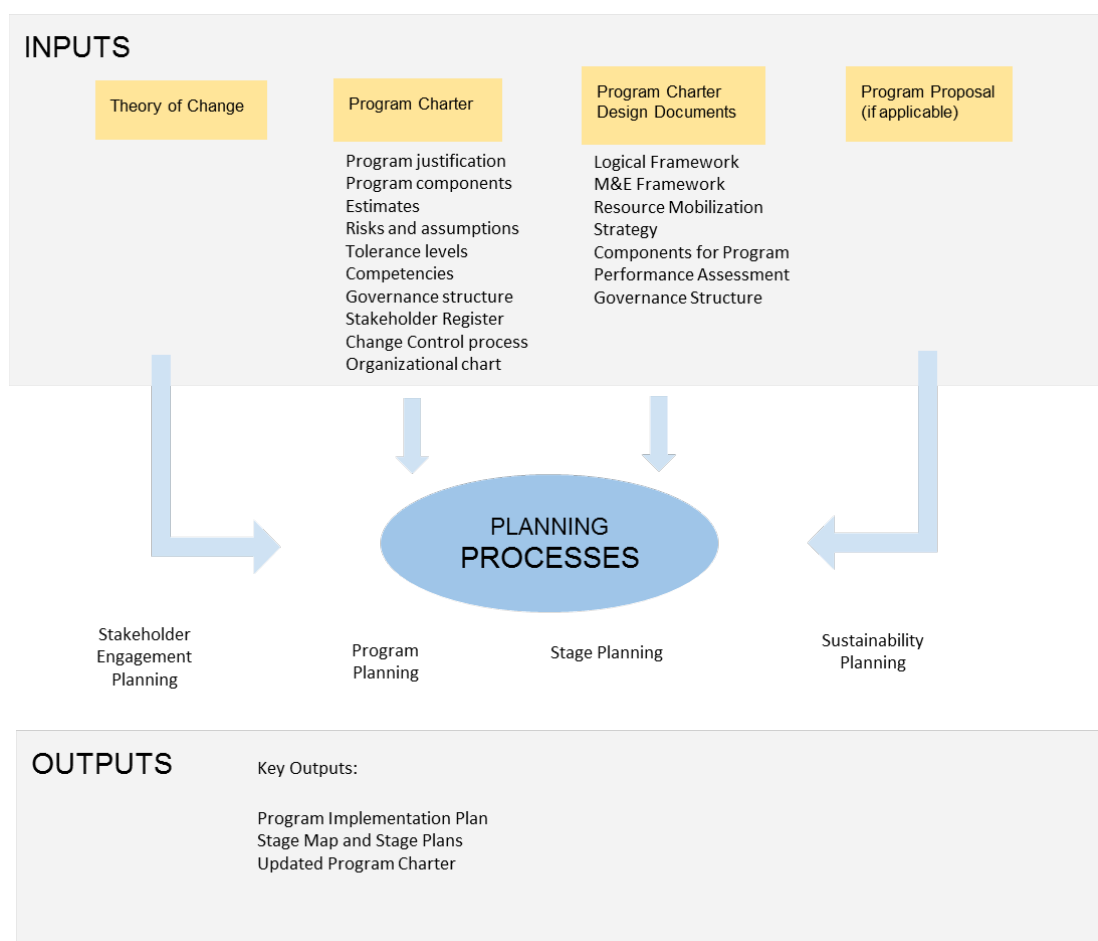 INPUTS
Theory of Change
Program Charter
Program Charter
Design Documents
Program Proposal
(if applicable)
Program justification
Program components
Estimates
Risks and assumptions
Tolerance levels
Competencies
Governance structure
Stakeholder Register
Change Control process
Organizational chart
Logical Framework
M&E Framework
Resource Mobilization
Strategy
Components for Program
Performance Assessment
Governance Structure
PLANNING
PROCESSES
Stakeholder
Engagement
Planning
Program
Planning
Stage Planning
Sustainability
Planning
OUTPUTS
Key Outputs:
Program Implementation Plan
Stage Map and Stage Plans
Updated Program Charter